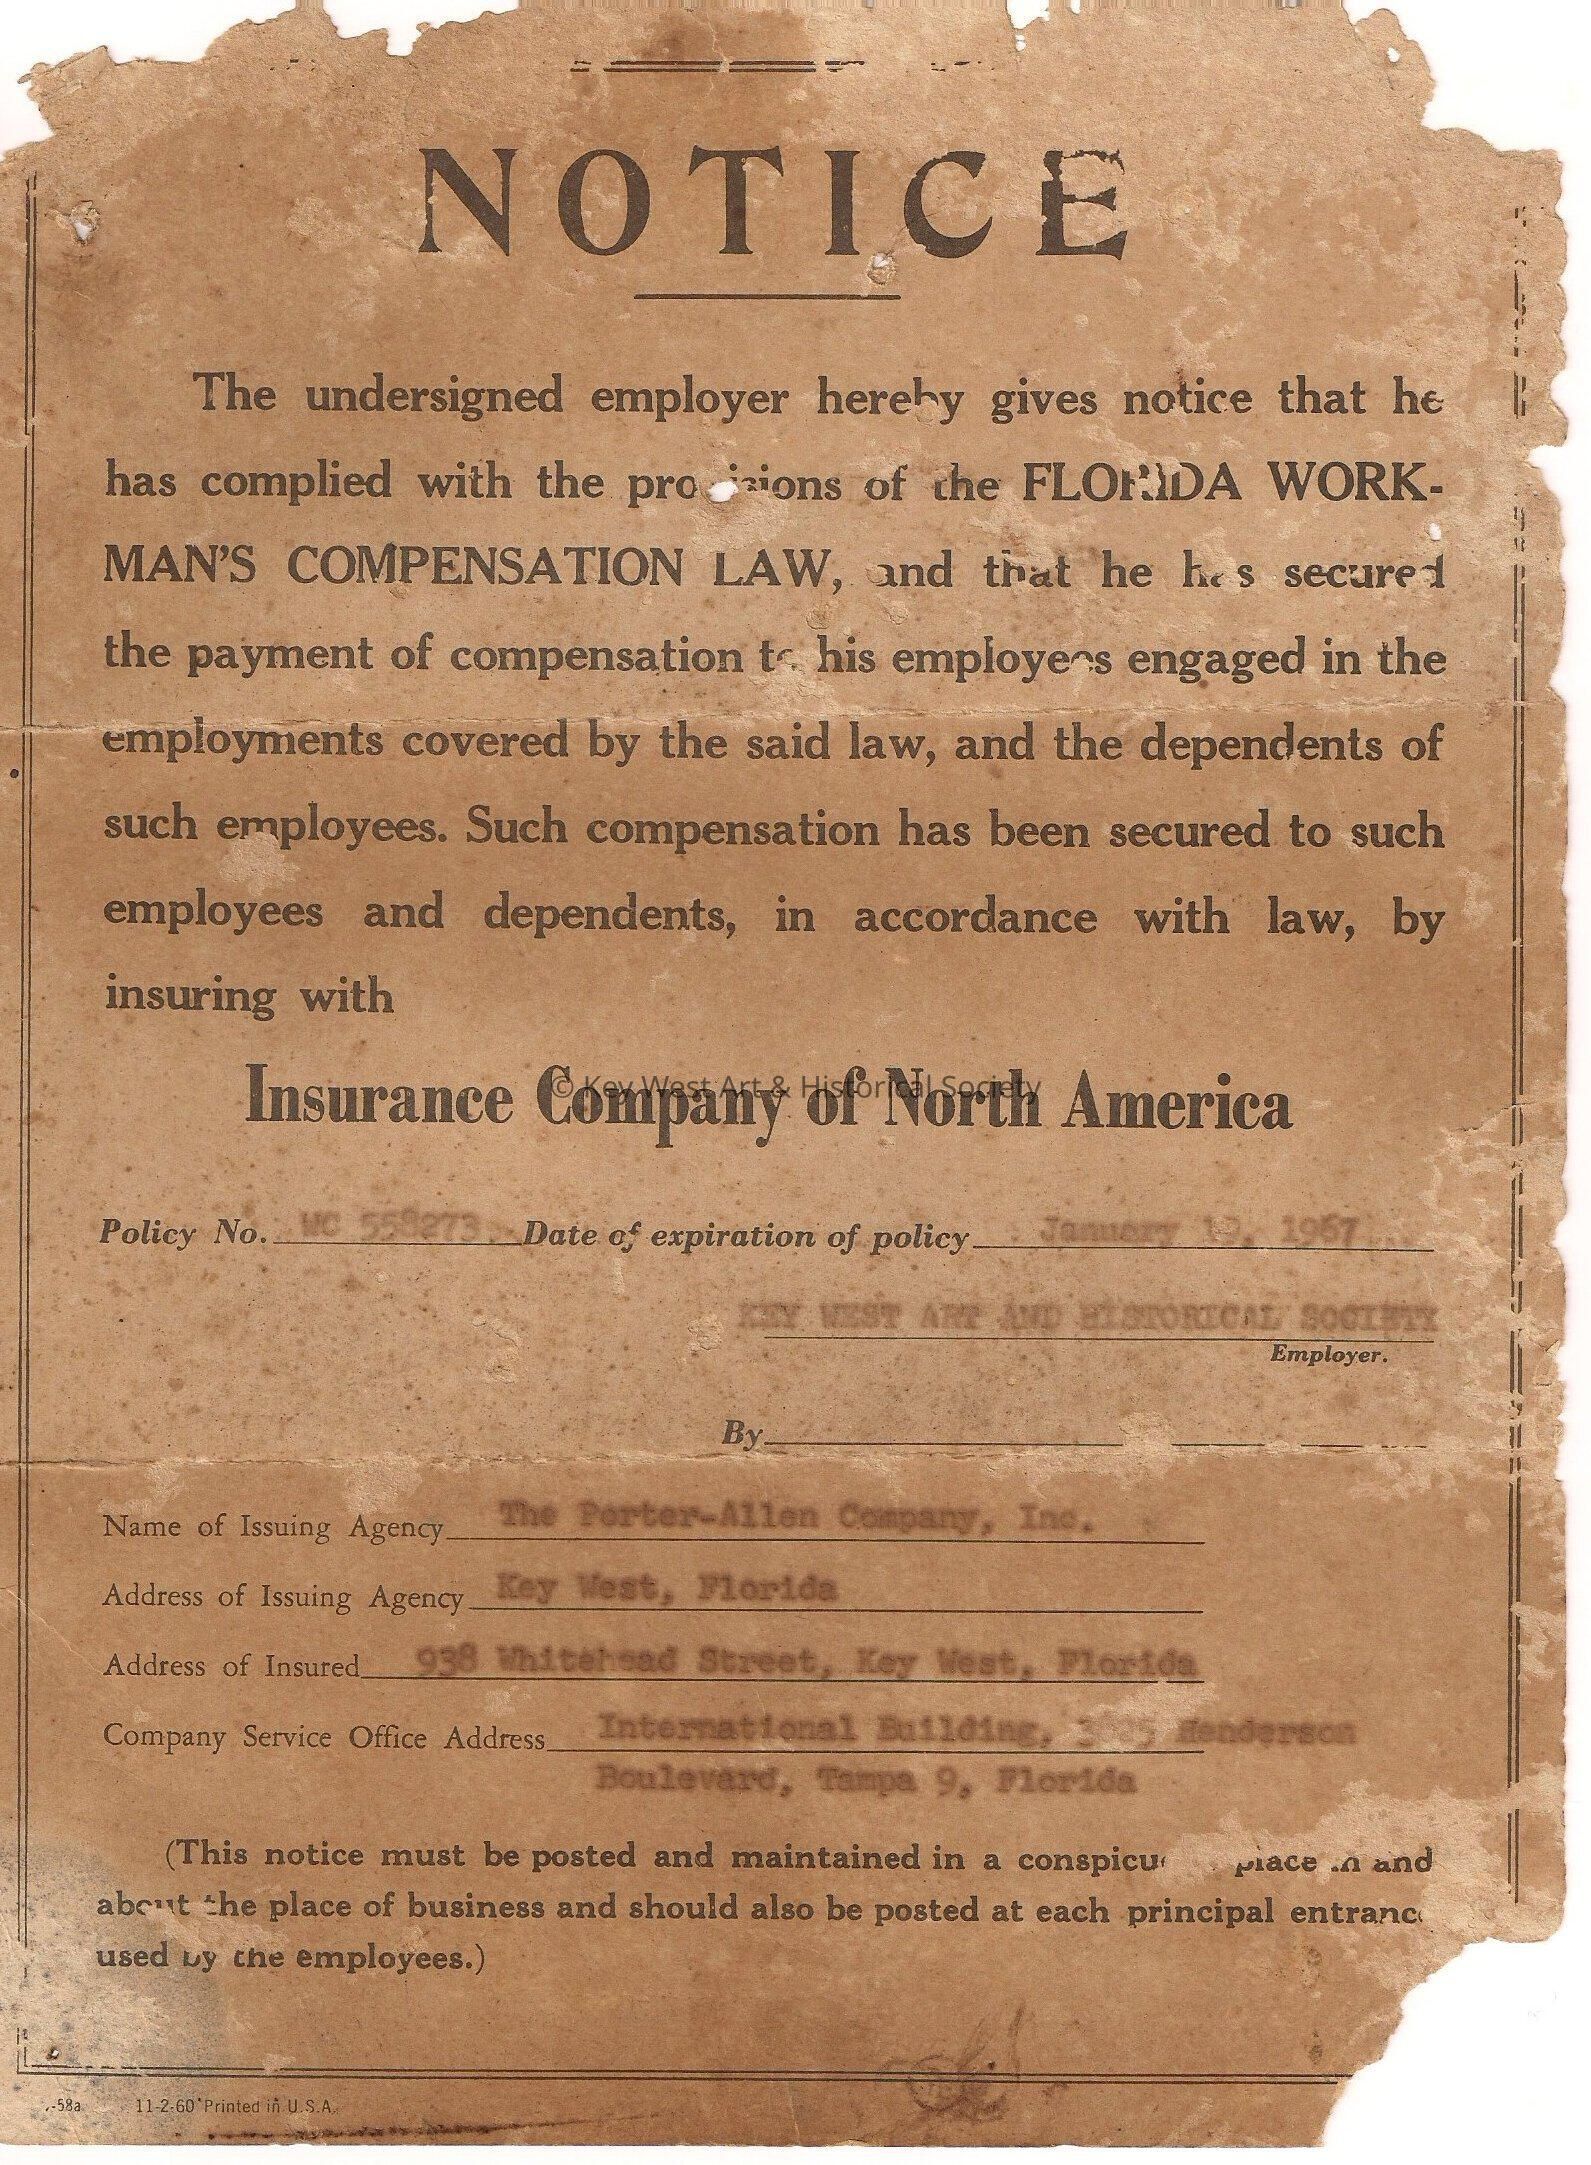 NOTICE
The undersigned employer hereby gives notice that he
has complied with the provisions of the FLORIDA WORK-
MAN'S COMPENSATION LAW, and that he has secured
the payment of compensation to his employees engaged in the
employments covered by the said law, and the dependents of
such employees. Such compensation has been secured to such
employees and dependents, in accordance with law, by
insuring with
Insurance Company of North America
© Key West Art & Historical Society
Policy No. WC 558273 Date of expiration of policy January 19, 1967
KEY WEST ART AND HISTORICAL SOCIETY
Employer.
By
Name of Issuing Agency The Porter-Allen Company, Inc.
Address of Issuing Agency Key West, Florida
Address of Insured 938 Whitehead Street, Key West, Florida
Company Service Office Address International Building, Henderson
Boulevard, Tampa 9, Florida
(This notice must be posted and maintained in a conspicu place in and
about the place of business and should also be posted at each principal entrance
used by the employees.)
-58a 11-2-60 Printed in U.S.A.